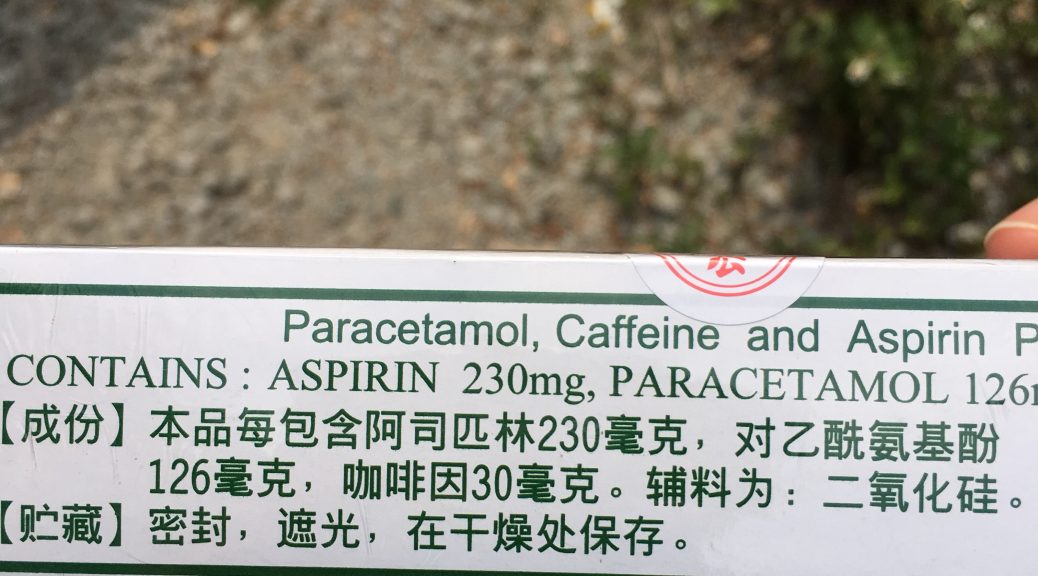 Paracetamol, Caffeine and Aspirin P
CONTAINS : ASPIRIN 230mg, PARACETAMOL 126
【成份】本品每包含阿司匹林230毫克，对乙酰氨基酚
126毫克，咖啡因30毫克。辅料为：二氧化硅。
【贮藏】密封，遮光，在干燥处保存。